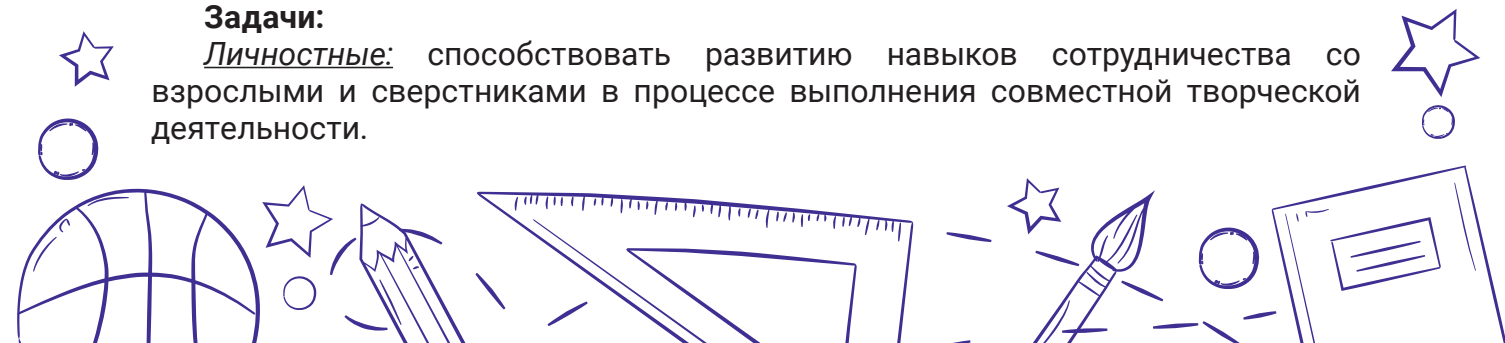 Задачи:
Личностные: способствовать развитию навыков сотрудничества со
взрослыми и сверстниками в процессе выполнения совместной творческой
деятельности.